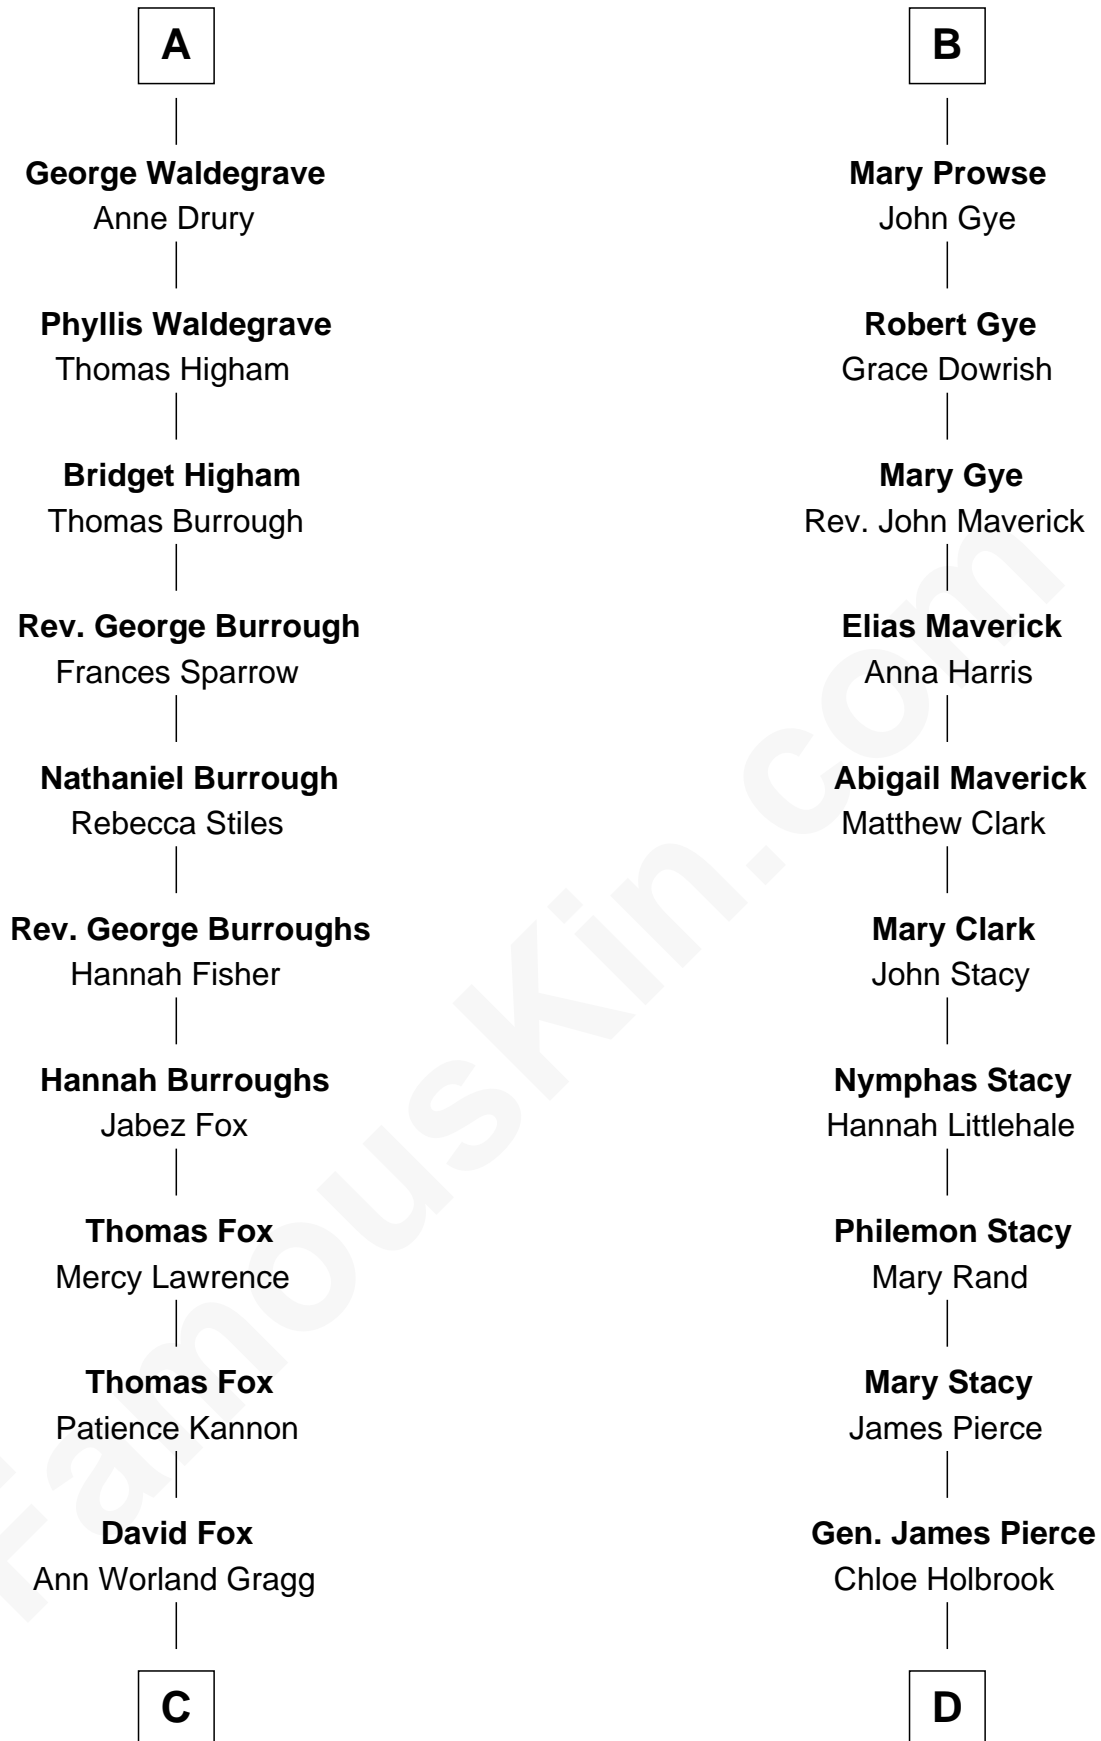 A
George Waldegrave
Anne Drury
Phyllis Waldegrave
Thomas Higham
Bridget Higham
Thomas Burrough
Rev. George Burrough
Frances Sparrow
Nathaniel Burrough
Rebecca Stiles
Rev. George Burroughs
Hannah Fisher
Hannah Burroughs
Jabez Fox
Thomas Fox
Mercy Lawrence
Thomas Fox
Patience Kannon
David Fox
Ann Worland Gragg
C
B
Mary Prowse
John Gye
Robert Gye
Grace Dowrish
Mary Gye
Rev. John Maverick
Elias Maverick
Anna Harris
Abigail Maverick
Matthew Clark
Mary Clark
John Stacy
Nymphas Stacy
Hannah Littlehale
Philemon Stacy
Mary Rand
Mary Stacy
James Pierce
Gen. James Pierce
Chloe Holbrook
D
FamousKin.com